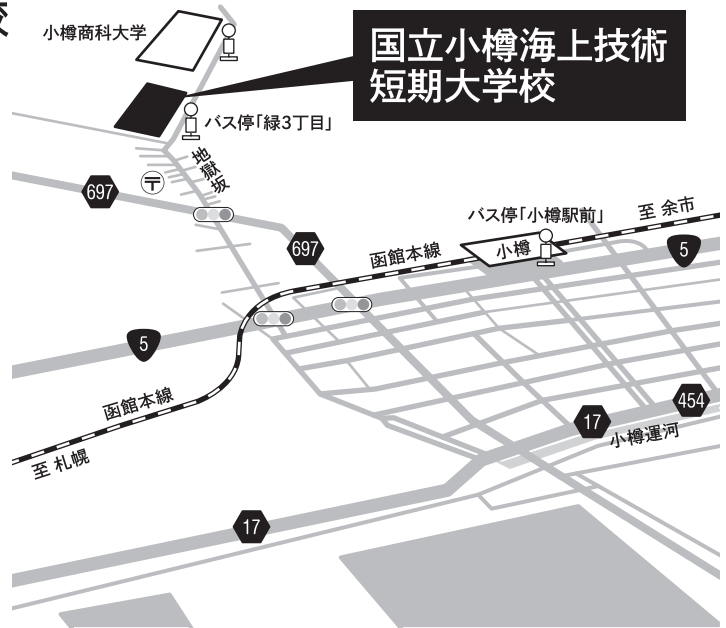 校
小樽商科大学
国立小樽海上技術
短期大学校
バス停「緑3丁目」
地獄坂
〒
697
697
バス停「小樽駅前」
至 余市
小樽
函館本線
5
5
函館本線
至 札幌
454
17
小樽運河
17